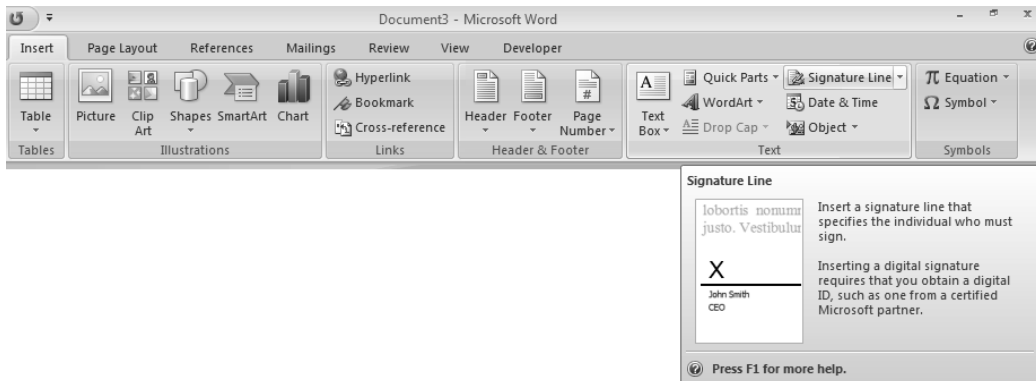 Document3 - Microsoft Word
Insert Page Layout References Mailings Review View Developer
Table
Picture
Clip Art
Shapes
SmartArt
Chart
Hyperlink
Bookmark
Cross-reference
Header
Footer
Page Number
Text Box
Quick Parts
WordArt
Drop Cap
Signature Line
Date & Time
Object
π Equation
Ω Symbol
Tables Illustrations Links Header & Footer Text Symbols
Signature Line
lobortis nonumm
justo. Vestibulur
X
John Smith
CEO
Insert a signature line that
specifies the individual who must
sign.
Inserting a digital signature
requires that you obtain a digital
ID, such as one from a certified
Microsoft partner.
Press F1 for more help.